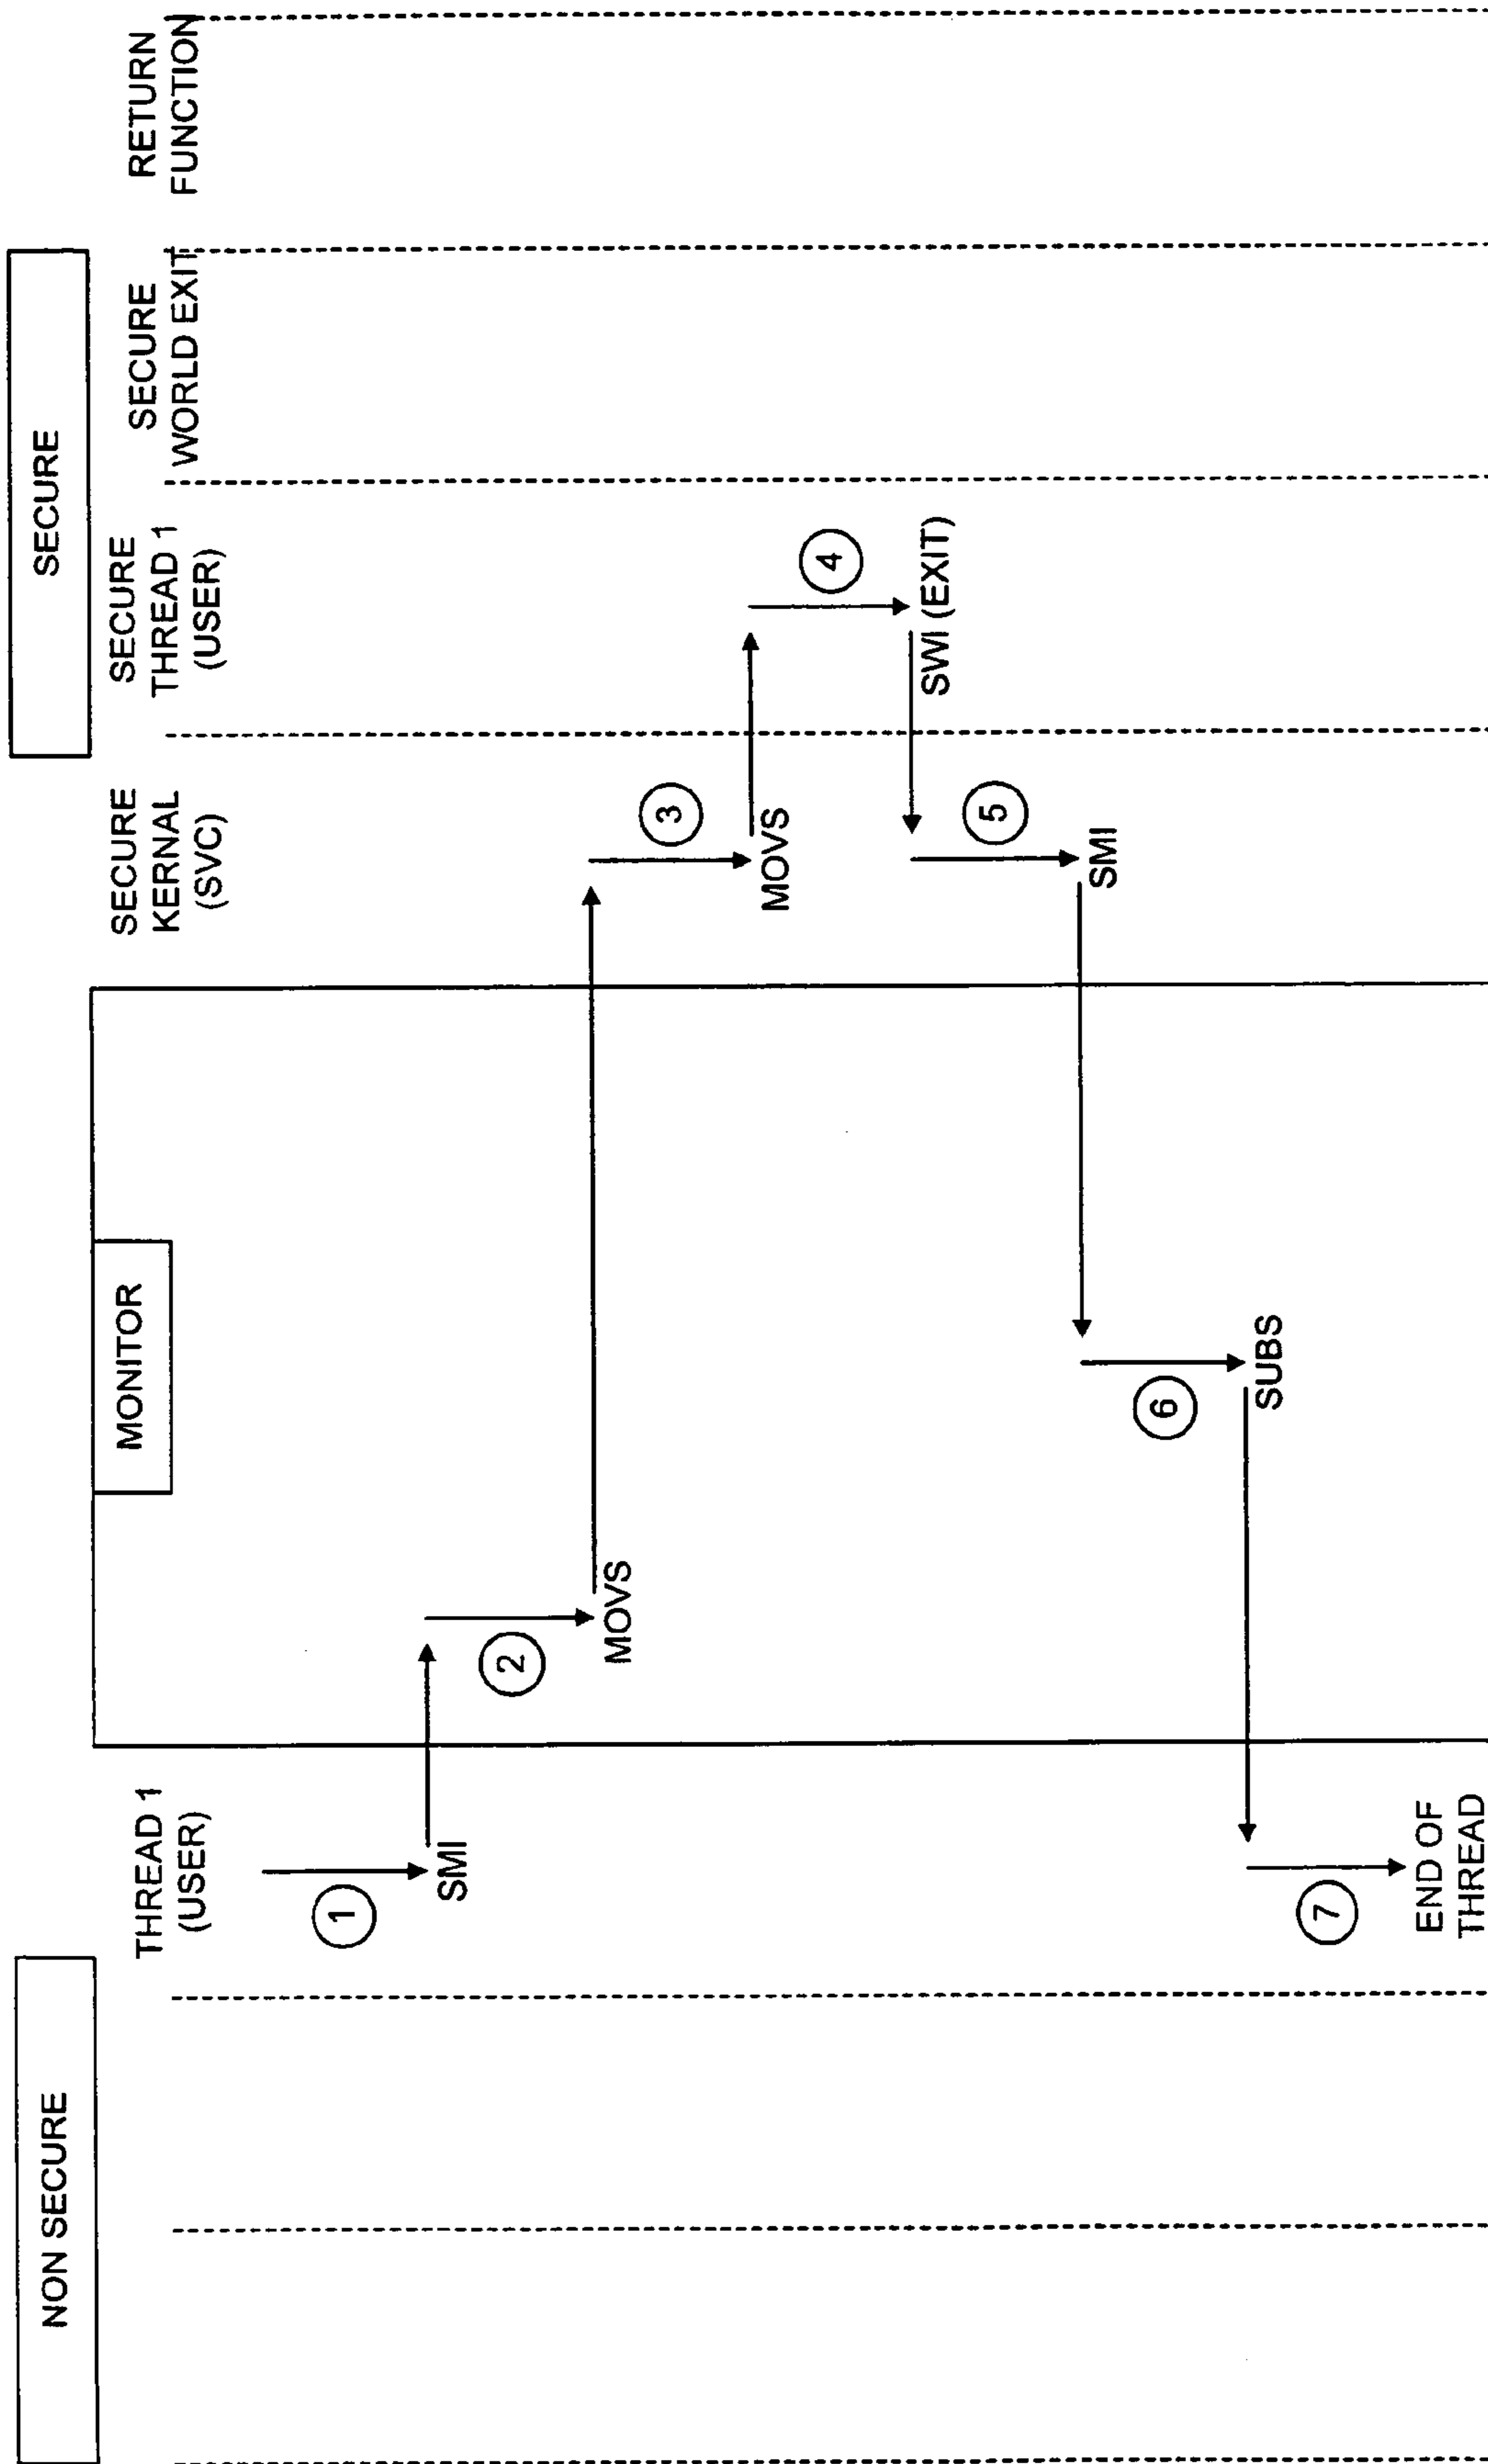 NON SECURE
MONITOR
SECURE
THREAD 1
(USER)
SECURE
KERNAL
(SVC)
SECURE
THREAD 1
(USER)
SECURE
WORLD EXIT
RETURN
FUNCTION
1
SMI
2
MOVS
3
MOVS
4
SWI (EXIT)
5
SMI
6
SUBS
7
END OF
THREAD